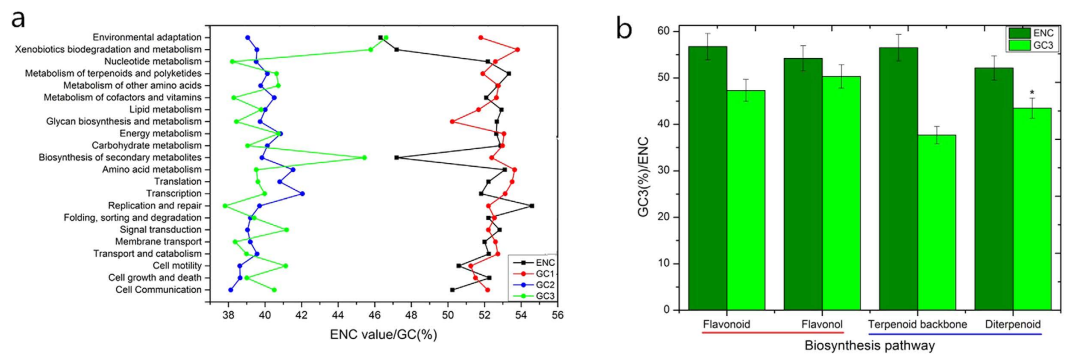 a
Environmental adaptation
Xenobiotics biodegradation and metabolism
Nucleotide metabolism
Metabolism of terpenoids and polyketides
Metabolism of other amino acids
Metabolism of cofactors and vitamins
Lipid metabolism
Glycan biosynthesis and metabolism
Energy metabolism
Carbohydrate metabolism
Biosynthesis of secondary metabolites
Amino acid metabolism
Translation
Transcription
Replication and repair
Folding, sorting and degradation
Signal transduction
Membrane transport
Transport and catabolism
Cell motility
Cell growth and death
Cell Communication
ENC
GC1
GC2
GC3
38 40 42 44 46 48 50 52 54 56
ENC value/GC(%)
b
ENC
GC3
60
50
40
30
20
10
0
GC3(%)/ENC
*
Flavonoid Flavonol Terpenoid backbone Diterpenoid
Biosynthesis pathway